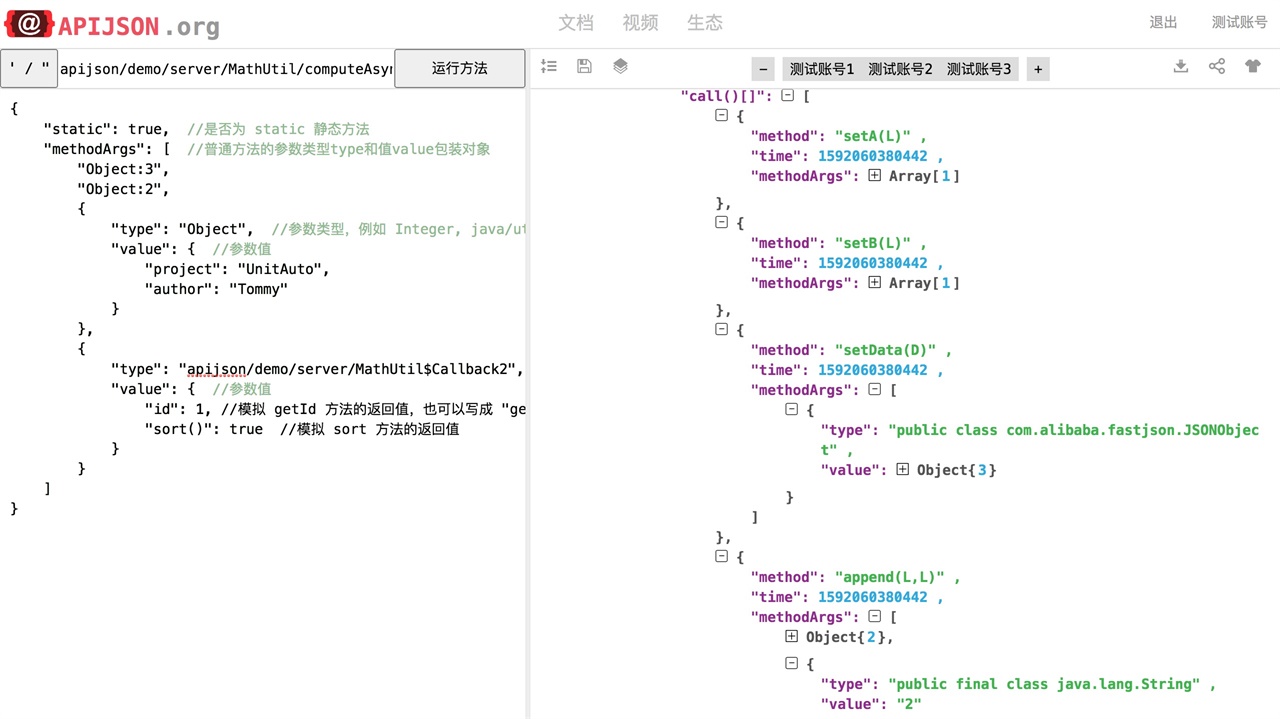 @ APIJSON.org
文档 视频 生态
退出 测试账号
' / "
apijson/demo/server/MathUtil/computeAsyn
运行方法
− 测试账号1 测试账号2 测试账号3 +
{
"static": true, //是否为 static 静态方法
"methodArgs": [ //普通方法的参数类型type和值value包装对象
"Object:3",
"Object:2",
{
"type": "Object", //参数类型，例如 Integer, java/ut
"value": { //参数值
"project": "UnitAuto",
"author": "Tommy"
}
},
{
"type": "apijson/demo/server/MathUtil$Callback2",
"value": { //参数值
"id": 1, //模拟 getId 方法的返回值，也可以写成 "ge
"sort()": true //模拟 sort 方法的返回值
}
}
]
}
"call()[]": [
{
"method": "setA(L)" ,
"time": 1592060380442 ,
"methodArgs": Array[1]
},
{
"method": "setB(L)" ,
"time": 1592060380442 ,
"methodArgs": Array[1]
},
{
"method": "setData(D)" ,
"time": 1592060380442 ,
"methodArgs": [
{
"type": "public class com.alibaba.fastjson.JSONObjec
t" ,
"value": Object{3}
}
]
},
{
"method": "append(L,L)" ,
"time": 1592060380442 ,
"methodArgs": [
Object{2},
{
"type": "public final class java.lang.String" ,
"value": "2"